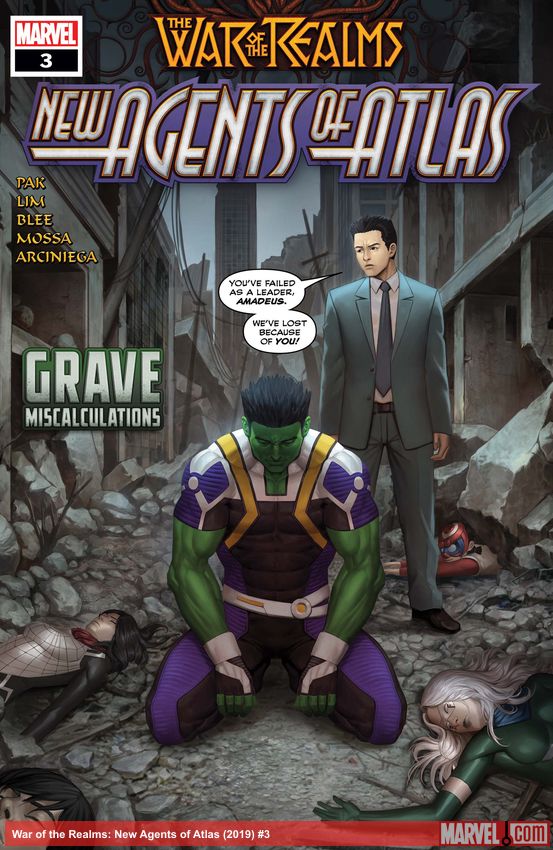 MARVEL
3
THE
WAR OF THE REALMS
NEW AGENTS OF ATLAS
PAK
LIM
BLEE
MOSSA
ARCINIEGA
YOU'VE FAILED
AS A LEADER,
AMADEUS.
WE'VE LOST
BECAUSE
OF YOU!
GRAVE
MISCALCULATIONS
War of the Realms: New Agents of Atlas (2019) #3
MARVEL.com